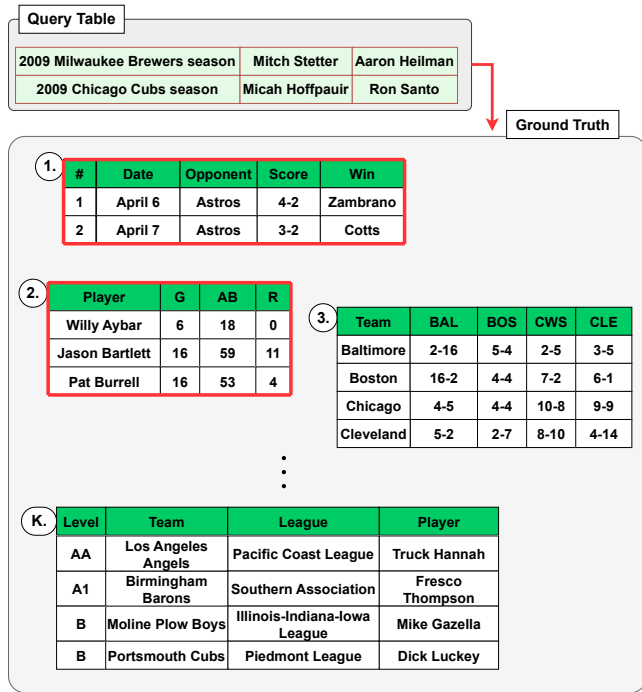 Query Table
2009 Milwaukee Brewers season Mitch Stetter Aaron Heilman
2009 Chicago Cubs season Micah Hoffpauir Ron Santo
Ground Truth
1.
# Date Opponent Score Win
1 April 6 Astros 4-2 Zambrano
2 April 7 Astros 3-2 Cotts
2.
Player G AB R
Willy Aybar 6 18 0
Jason Bartlett 16 59 11
Pat Burrell 16 53 4
3.
Team BAL BOS CWS CLE
Baltimore 2-16 5-4 2-5 3-5
Boston 16-2 4-4 7-2 6-1
Chicago 4-5 4-4 10-8 9-9
Cleveland 5-2 2-7 8-10 4-14
K.
Level Team League Player
AA Los Angeles Angels Pacific Coast League Truck Hannah
A1 Birmingham Barons Southern Association Fresco Thompson
B Moline Plow Boys Illinois-Indiana-Iowa League Mike Gazella
B Portsmouth Cubs Piedmont League Dick Luckey